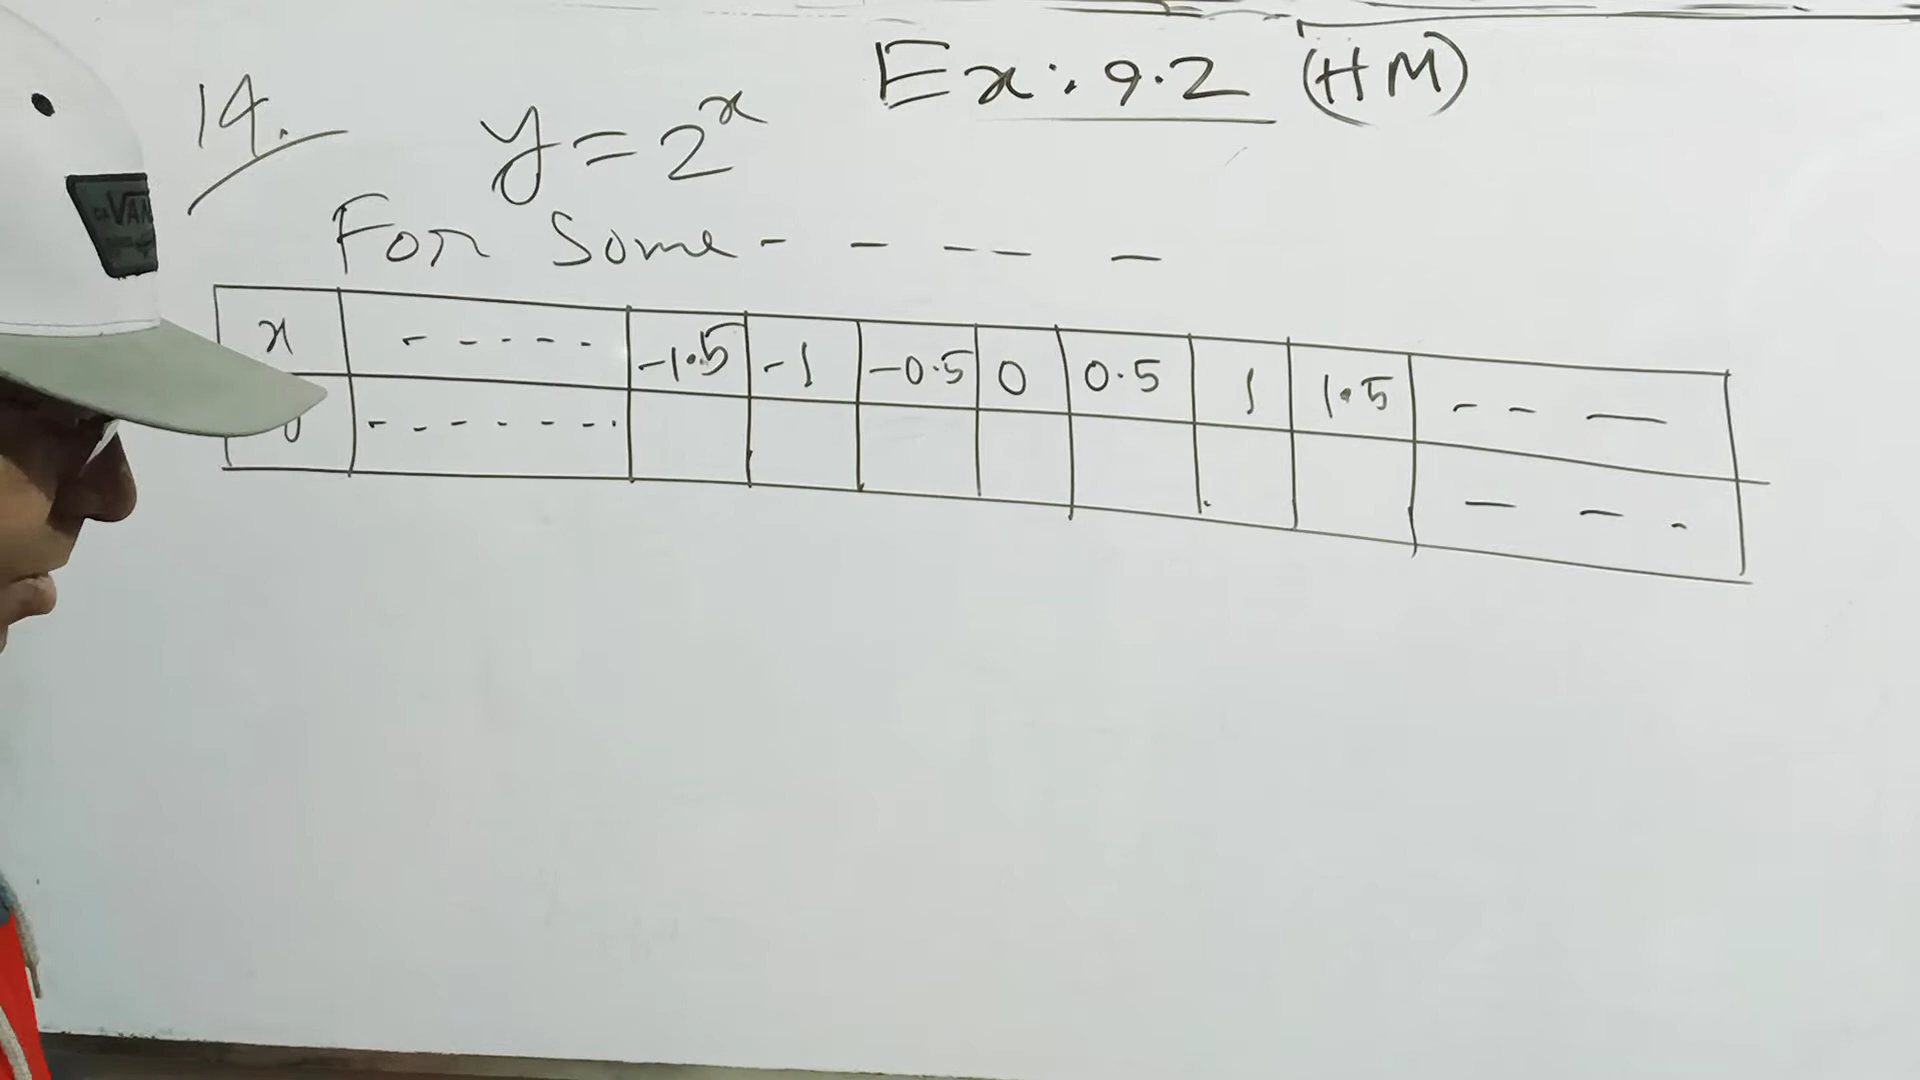 Ex:. 9.2 (HM)
14.
y = 2^x
For Some - - -- -
x ----- -1.5 -1 -0.5 0 0.5 1 1.5 -- -
------- - - -